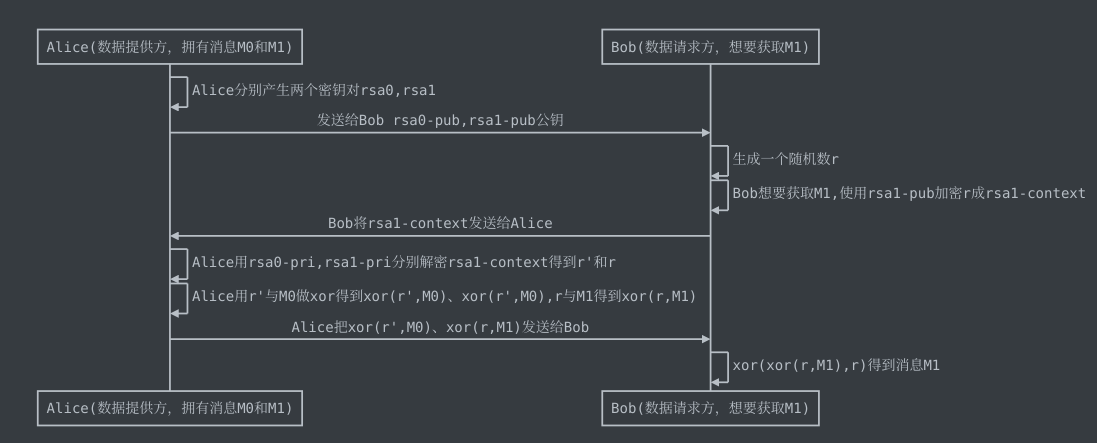 Alice(数据提供方，拥有消息M0和M1)
Bob(数据请求方，想要获取M1)
Alice分别产生两个密钥对rsa0,rsa1
发送给Bob rsa0-pub,rsa1-pub公钥
生成一个随机数r
Bob想要获取M1,使用rsa1-pub加密r成rsa1-context
Bob将rsa1-context发送给Alice
Alice用rsa0-pri,rsa1-pri分别解密rsa1-context得到r'和r
Alice用r'与M0做xor得到xor(r',M0)、xor(r',M0),r与M1得到xor(r,M1)
Alice把xor(r',M0)、xor(r,M1)发送给Bob
xor(xor(r,M1),r)得到消息M1
Alice(数据提供方，拥有消息M0和M1)
Bob(数据请求方，想要获取M1)